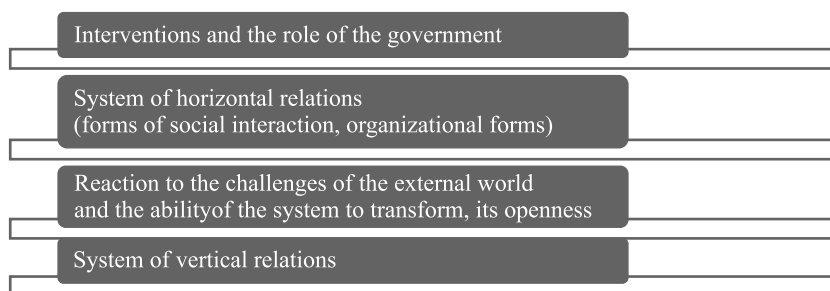 Interventions and the role of the government
System of horizontal relations
(forms of social interaction, organizational forms)
Reaction to the challenges of the external world
and the abilityof the system to transform, its openness
System of vertical relations